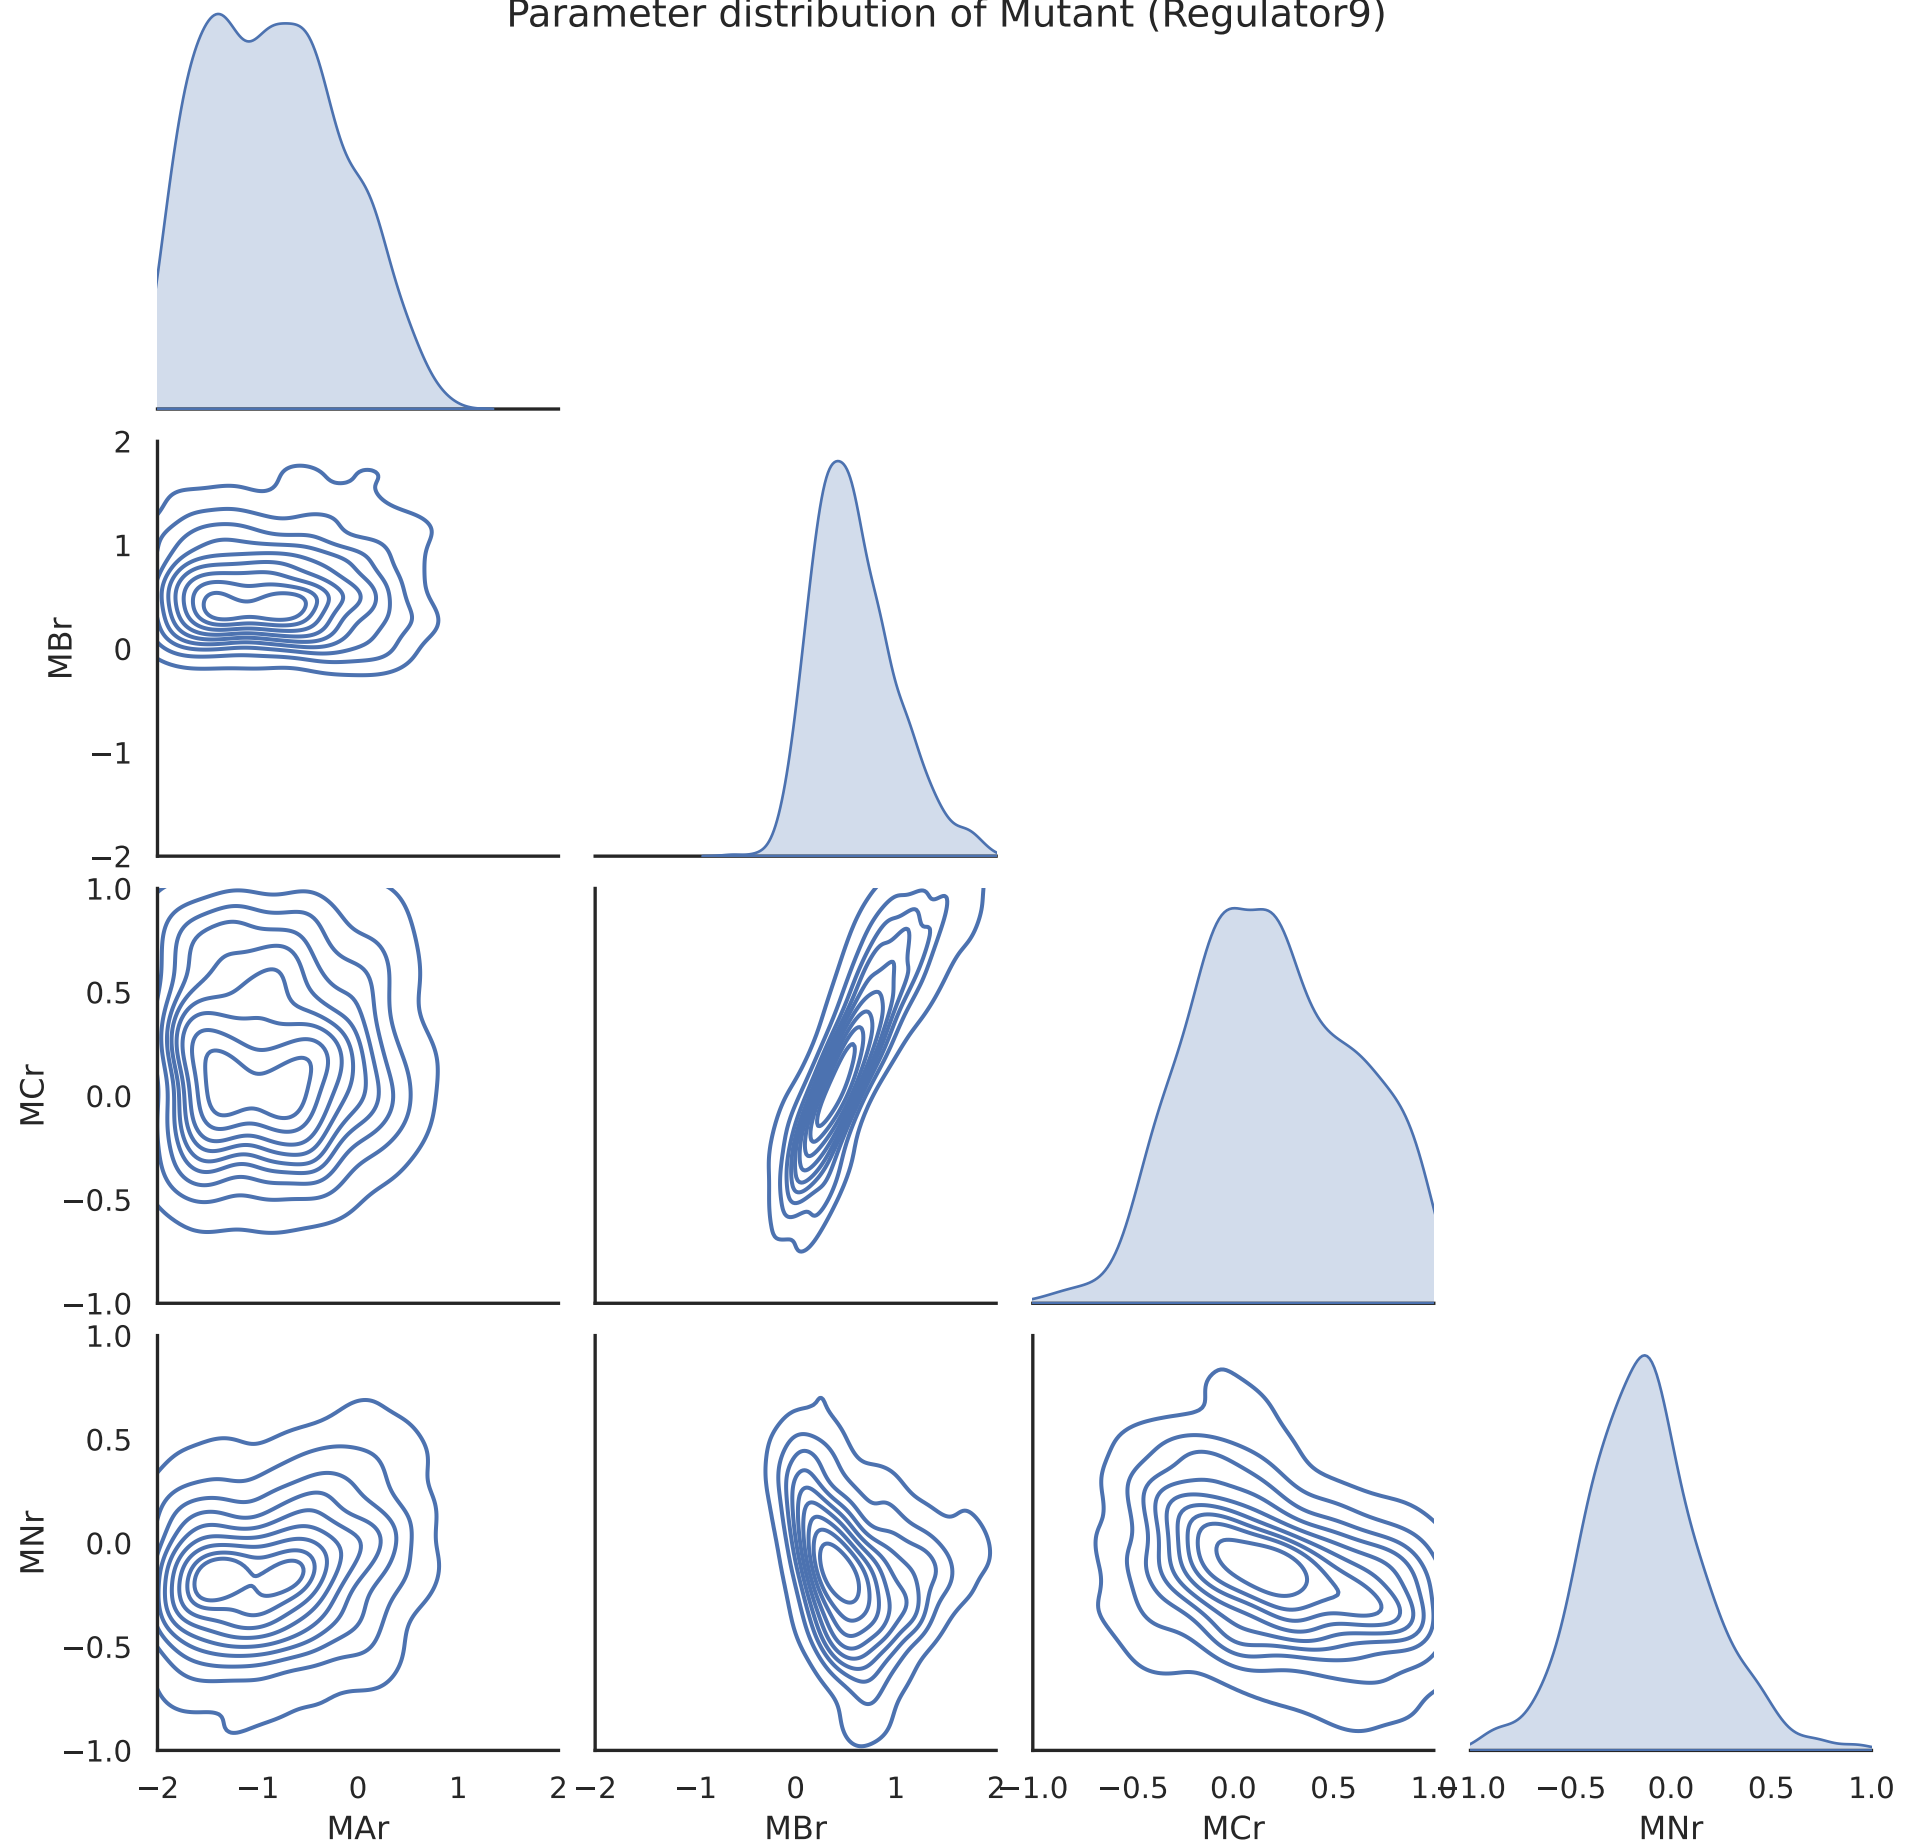 Parameter distribution of Mutant (Regulator9)
2
1
0
−1
−2
MBr
1.0
0.5
0.0
−0.5
−1.0
MCr
1.0
0.5
0.0
−0.5
−1.0
MNr
−2 −1 0 1 2
−2 −1 0 1 2
−1.0 −0.5 0.0 0.5 1.0
−1.0 −0.5 0.0 0.5 1.0
MAr
MBr
MCr
MNr